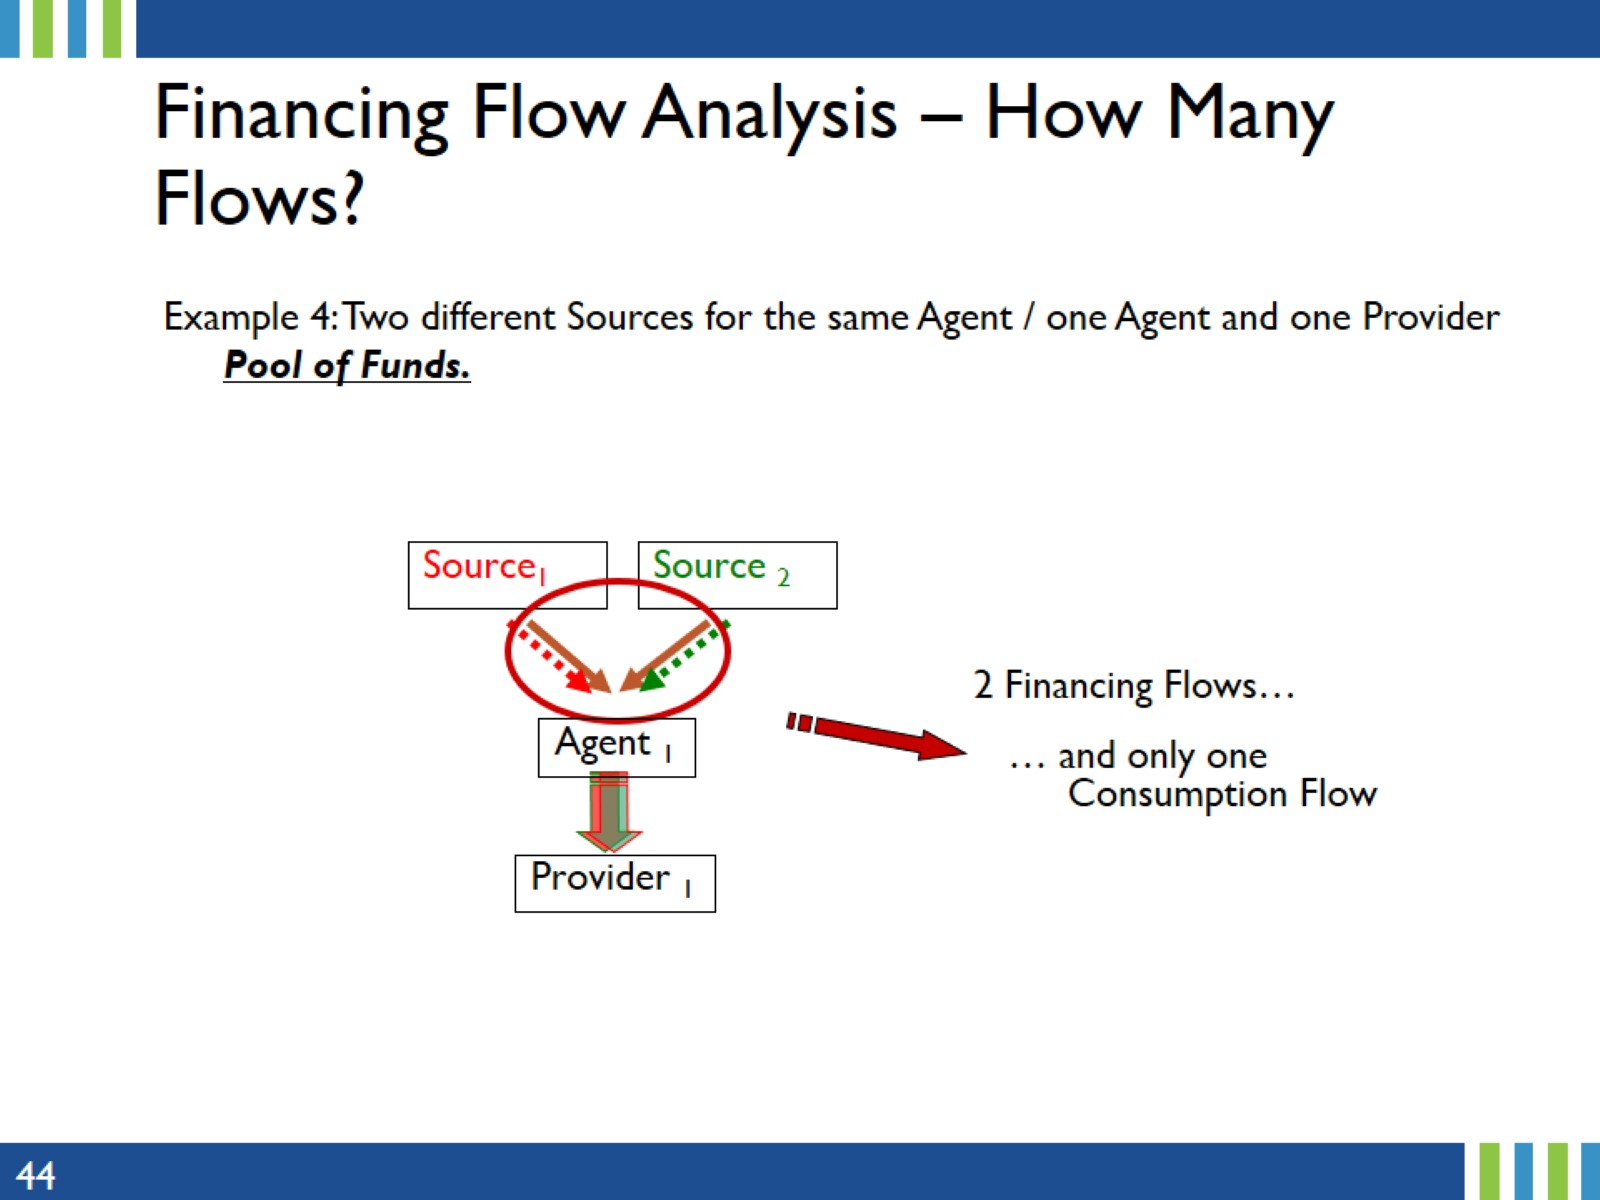 Financing Flow Analysis – How Many
Flows?
Example 4: Two different Sources for the same Agent / one Agent and one Provider
Pool of Funds.
Source 1
Source 2
2 Financing Flows…
Agent 1
… and only one
Consumption Flow
Provider 1
44